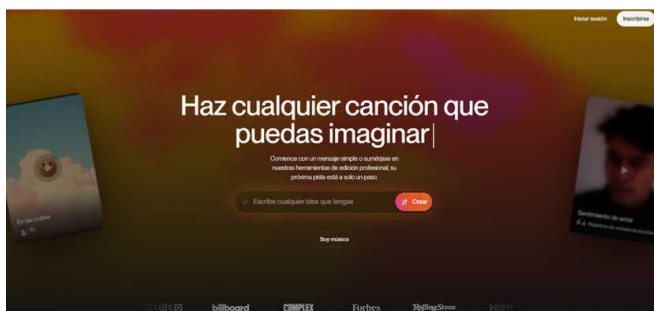 Iniciar sesión
Inscribirse
Haz cualquier canción que
puedas imaginar
Comience con un mensaje simple o sumérjase en
nuestras herramientas de edición profesional, su
próxima pista está a solo un paso
Escribe cualquier idea que tengas
Crear
Soy músico
En las nubes
Sentimiento de amor
billboard
COMPLEX
Forbes
RollingStone